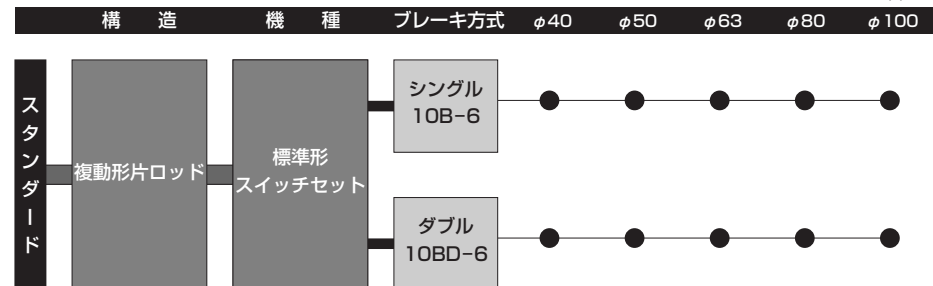 構造 機種 ブレーキ方式 φ40 φ50 φ63 φ80 φ100
スタンダード
複動形片ロッド
標準形
スイッチセット
シングル
10B-6
ダブル
10BD-6